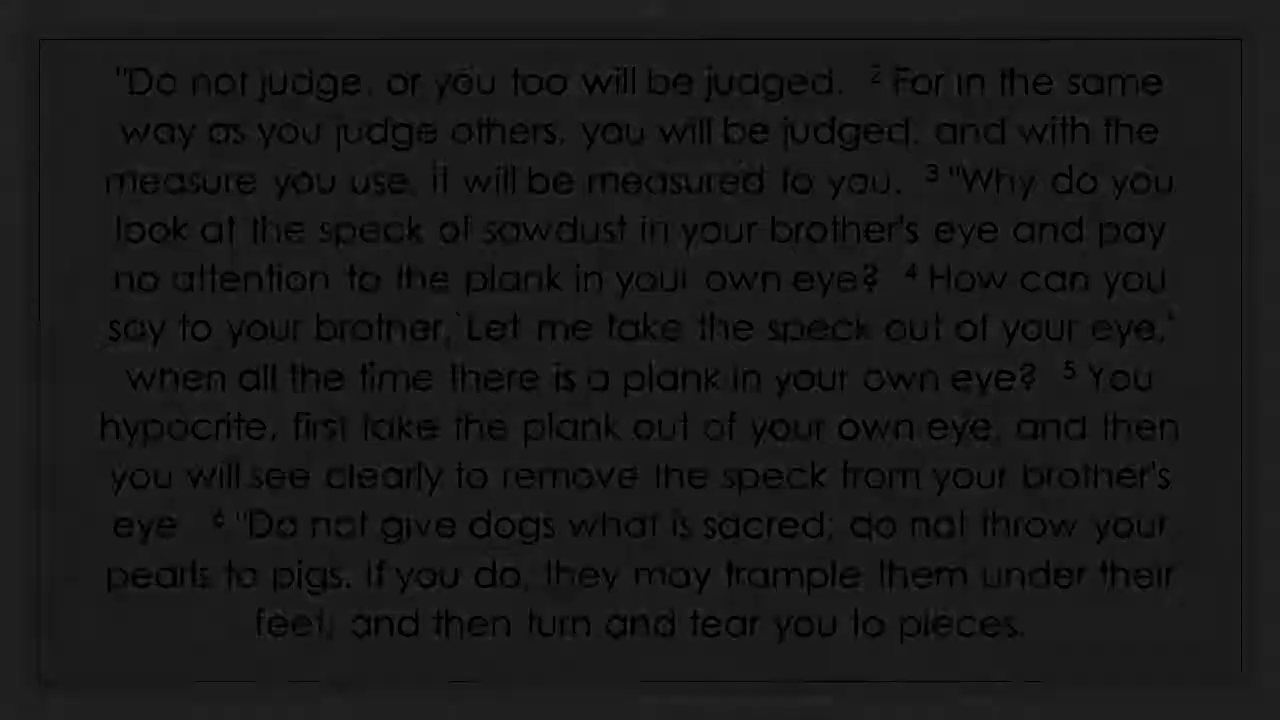 "Do not judge, or you too will be judged. 2 For in the same
way as you judge others, you will be judged, and with the
measure you use, it will be measured to you. 3 "Why do you
look at the speck of sawdust in your brother's eye and pay
no attention to the plank in your own eye? 4 How can you
say to your brother, 'Let me take the speck out of your eye,'
when all the time there is a plank in your own eye? 5 You
hypocrite, first take the plank out of your own eye, and then
you will see clearly to remove the speck from your brother's
eye. 6 "Do not give dogs what is sacred; do not throw your
pearls to pigs. If you do, they may trample them under their
feet, and then turn and tear you to pieces.